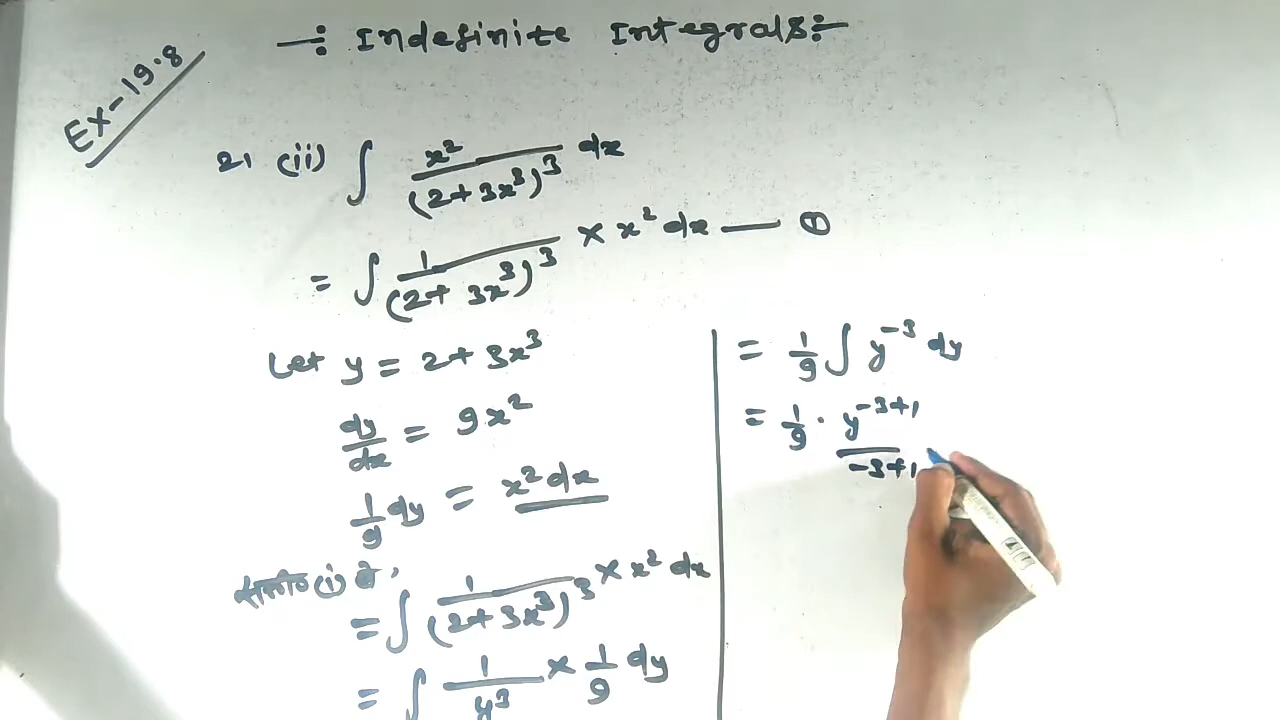 -: Indefinite Integrals :-
Ex-19.8
21 (ii) ∫ x²/(2+3x³)³ dx
= ∫ 1/(2+3x³)³ × x² dx — ①
Let y = 2+3x³
dy/dx = 9x²
1/9 dy = x² dx
(i) से,
= ∫ 1/(2+3x³)³ × x² dx
= ∫ 1/y³ × 1/9 dy
= 1/9 ∫ y⁻³ dy
= 1/9 · y⁻³⁺¹/-3+1